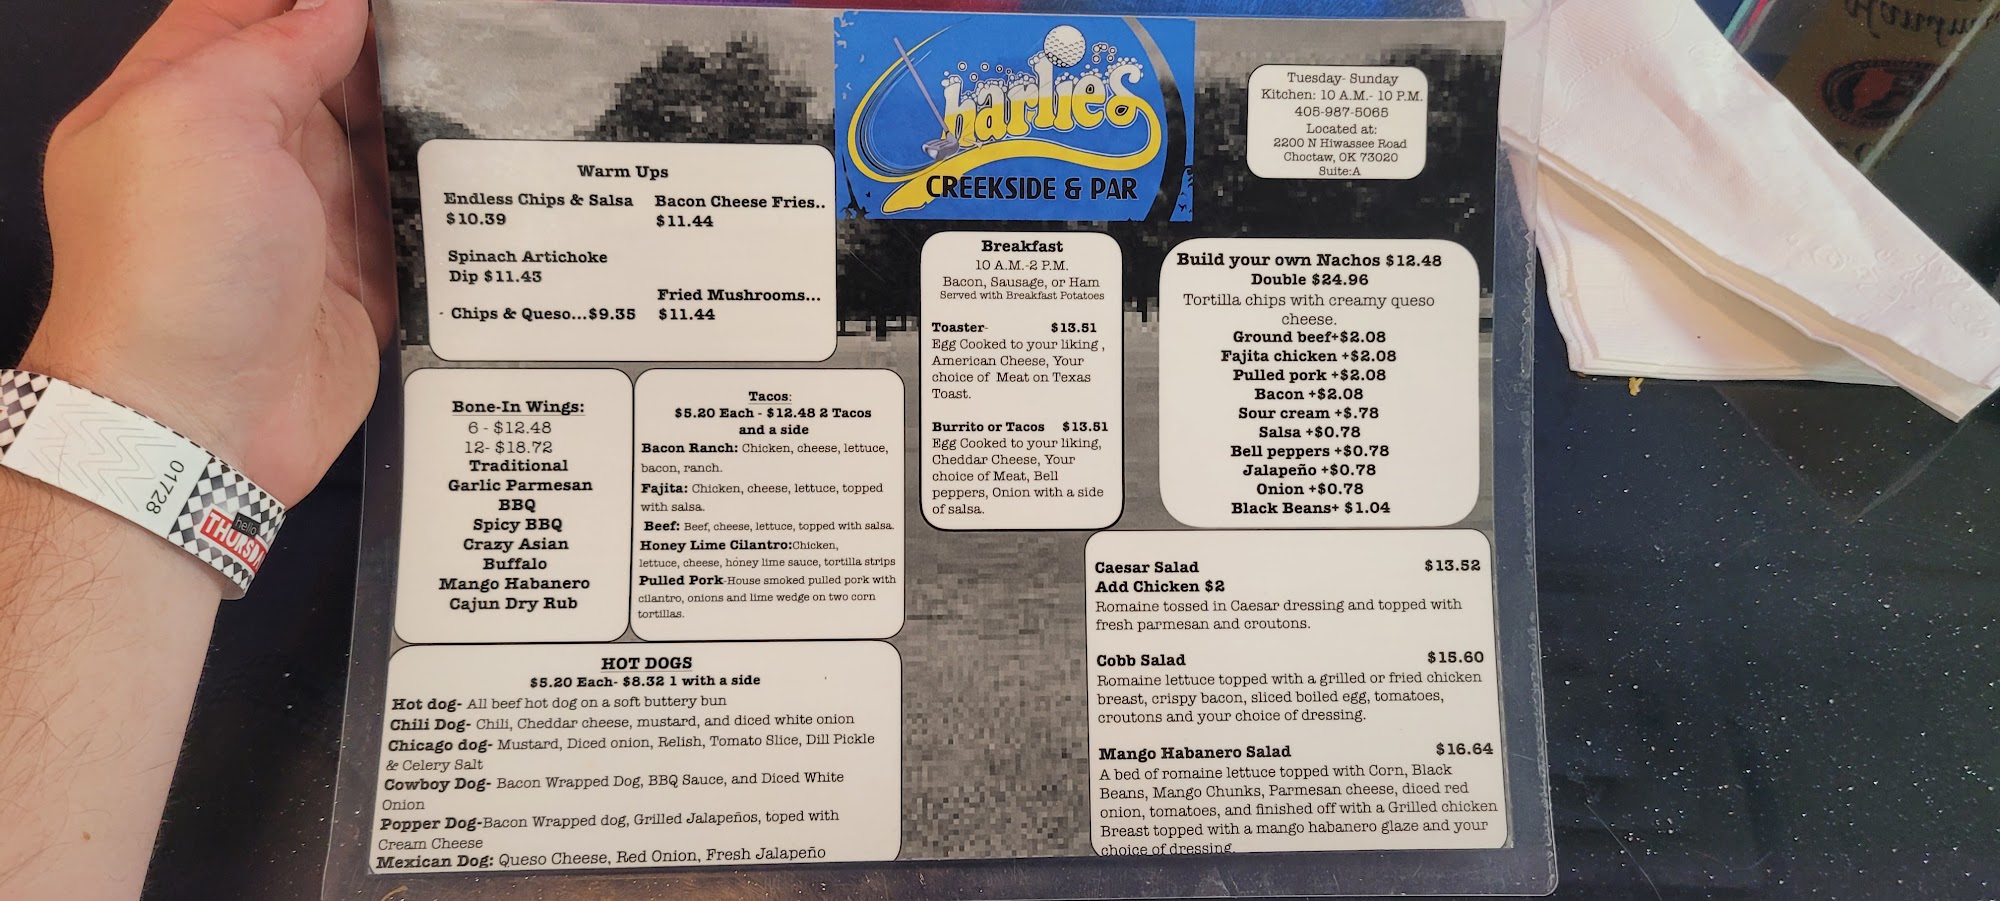 Charlie's
CREEKSIDE & PAR
Tuesday- Sunday
Kitchen: 10 A.M.- 10 P.M.
405-987-5065
Located at:
2200 N Hiwassee Road
Choctaw, OK 73020
Suite:A
Warm Ups
Endless Chips & Salsa
$10.39
Bacon Cheese Fries..
$11.44
Spinach Artichoke
Dip $11.43
Fried Mushrooms...
$11.44
- Chips & Queso...$9.35
Bone-In Wings:
6 - $12.48
12- $18.72
Traditional
Garlic Parmesan
BBQ
Spicy BBQ
Crazy Asian
Buffalo
Mango Habanero
Cajun Dry Rub
Tacos:
$5.20 Each - $12.48 2 Tacos
and a side
Bacon Ranch: Chicken, cheese, lettuce,
bacon, ranch.
Fajita: Chicken, cheese, lettuce, topped
with salsa.
Beef: Beef, cheese, lettuce, topped with salsa.
Honey Lime Cilantro:Chicken,
lettuce, cheese, honey lime sauce, tortilla strips
Pulled Pork-House smoked pulled pork with
cilantro, onions and lime wedge on two corn
tortillas.
HOT DOGS
$5.20 Each- $8.32 1 with a side
Hot dog- All beef hot dog on a soft buttery bun
Chili Dog- Chili, Cheddar cheese, mustard, and diced white onion
Chicago dog- Mustard, Diced onion, Relish, Tomato Slice, Dill Pickle
& Celery Salt
Cowboy Dog- Bacon Wrapped Dog, BBQ Sauce, and Diced White
Onion
Popper Dog-Bacon Wrapped dog, Grilled Jalapeños, toped with
Cream Cheese
Mexican Dog: Queso Cheese, Red Onion, Fresh Jalapeño
Breakfast
10 A.M.-2 P.M.
Bacon, Sausage, or Ham
Served with Breakfast Potatoes
Toaster- $13.51
Egg Cooked to your liking ,
American Cheese, Your
choice of Meat on Texas
Toast.
Burrito or Tacos $13.51
Egg Cooked to your liking,
Cheddar Cheese, Your
choice of Meat, Bell
peppers, Onion with a side
of salsa.
Build your own Nachos $12.48
Double $24.96
Tortilla chips with creamy queso
cheese.
Ground beef+$2.08
Fajita chicken +$2.08
Pulled pork +$2.08
Bacon +$2.08
Sour cream +$.78
Salsa +$0.78
Bell peppers +$0.78
Jalapeño +$0.78
Onion +$0.78
Black Beans+ $1.04
Caesar Salad $13.52
Add Chicken $2
Romaine tossed in Caesar dressing and topped with
fresh parmesan and croutons.
Cobb Salad $15.60
Romaine lettuce topped with a grilled or fried chicken
breast, crispy bacon, sliced boiled egg, tomatoes,
croutons and your choice of dressing.
Mango Habanero Salad $16.64
A bed of romaine lettuce topped with Corn, Black
Beans, Mango Chunks, Parmesan cheese, diced red
onion, tomatoes, and finished off with a Grilled chicken
Breast topped with a mango habanero glaze and your
choice of dressing.
01728
hello